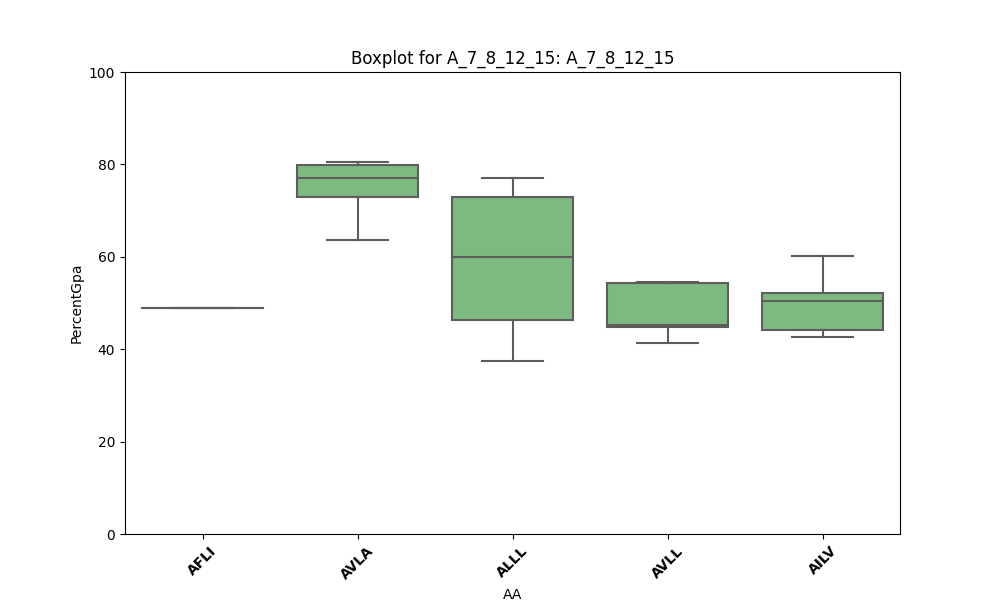 Boxplot for A_7_8_12_15: A_7_8_12_15
100
80
60
40
20
0
PercentGpa
AFLI
AVLA
ALLL
AVLL
AILV
AA